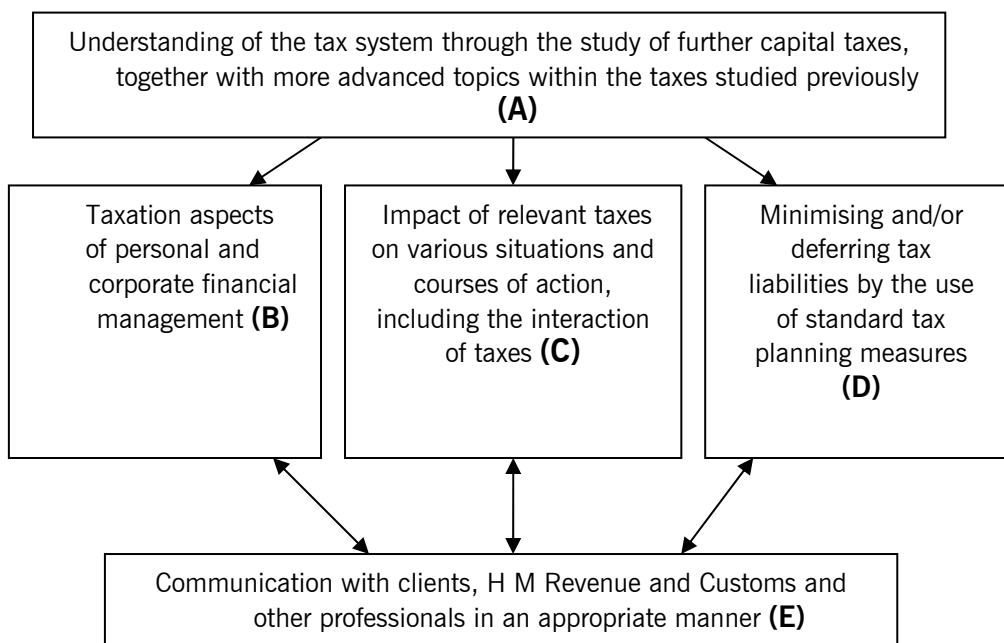 Understanding of the tax system through the study of further capital taxes,
together with more advanced topics within the taxes studied previously
(A)
Taxation aspects
of personal and
corporate financial
management (B)
Impact of relevant taxes
on various situations and
courses of action,
including the interaction
of taxes (C)
Minimising and/or
deferring tax
liabilities by the use
of standard tax
planning measures
(D)
Communication with clients, H M Revenue and Customs and
other professionals in an appropriate manner (E)